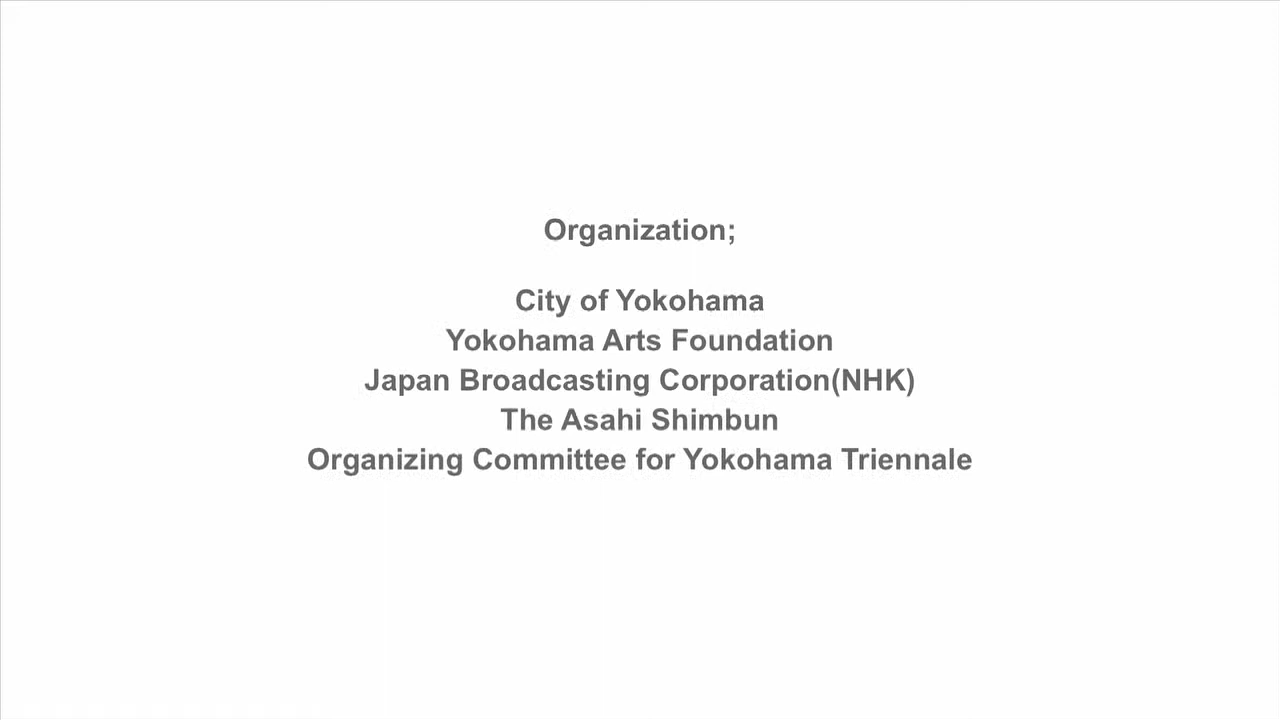 Organization;
City of Yokohama
Yokohama Arts Foundation
Japan Broadcasting Corporation(NHK)
The Asahi Shimbun
Organizing Committee for Yokohama Triennale